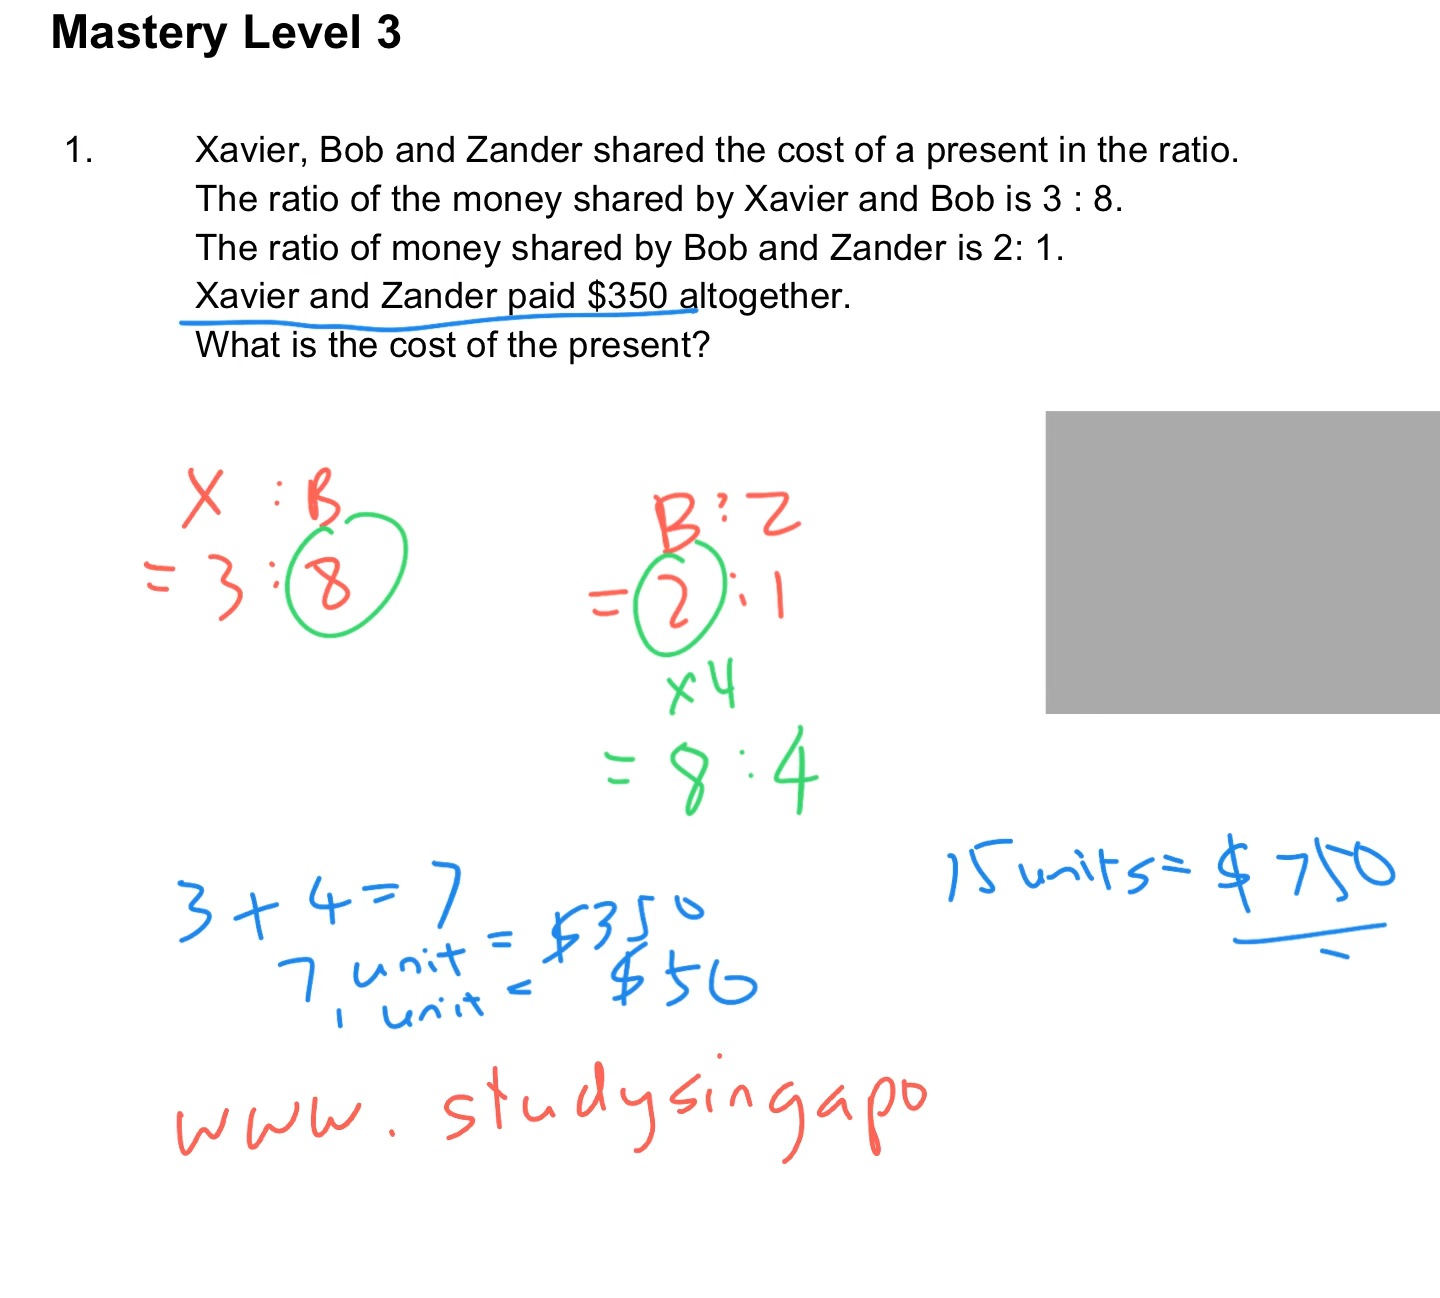 Mastery Level 3
1. Xavier, Bob and Zander shared the cost of a present in the ratio.
The ratio of the money shared by Xavier and Bob is 3 : 8.
The ratio of money shared by Bob and Zander is 2: 1.
Xavier and Zander paid $350 altogether.
What is the cost of the present?
X : B
= 3 : 8
B : Z
= 2 : 1
x4
= 8 : 4
3 + 4 = 7
7 unit = $350
1 unit = $50
15 units = $750
www.studysingapo